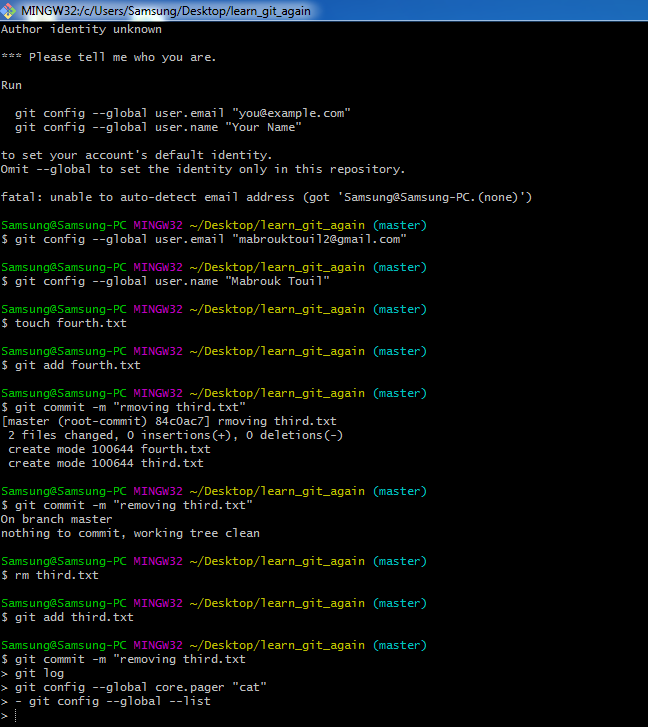 MINGW32:/c/Users/Samsung/Desktop/learn_git_again
Author identity unknown
*** Please tell me who you are.
Run
git config --global user.email "you@example.com"
git config --global user.name "Your Name"
to set your account's default identity.
Omit --global to set the identity only in this repository.
fatal: unable to auto-detect email address (got 'Samsung@Samsung-PC.(none)')
Samsung@Samsung-PC MINGW32 ~/Desktop/learn_git_again (master)
$ git config --global user.email "mabrouktouil2@gmail.com"
Samsung@Samsung-PC MINGW32 ~/Desktop/learn_git_again (master)
$ git config --global user.name "Mabrouk Touil"
Samsung@Samsung-PC MINGW32 ~/Desktop/learn_git_again (master)
$ touch fourth.txt
Samsung@Samsung-PC MINGW32 ~/Desktop/learn_git_again (master)
$ git add fourth.txt
Samsung@Samsung-PC MINGW32 ~/Desktop/learn_git_again (master)
$ git commit -m "rmoving third.txt"
[master (root-commit) 84c0ac7] rmoving third.txt
2 files changed, 0 insertions(+), 0 deletions(-)
create mode 100644 fourth.txt
create mode 100644 third.txt
Samsung@Samsung-PC MINGW32 ~/Desktop/learn_git_again (master)
$ git commit -m "removing third.txt"
On branch master
nothing to commit, working tree clean
Samsung@Samsung-PC MINGW32 ~/Desktop/learn_git_again (master)
$ rm third.txt
Samsung@Samsung-PC MINGW32 ~/Desktop/learn_git_again (master)
$ git add third.txt
Samsung@Samsung-PC MINGW32 ~/Desktop/learn_git_again (master)
$ git commit -m "removing third.txt
> git log
> git config --global core.pager "cat"
> - git config --global --list
>